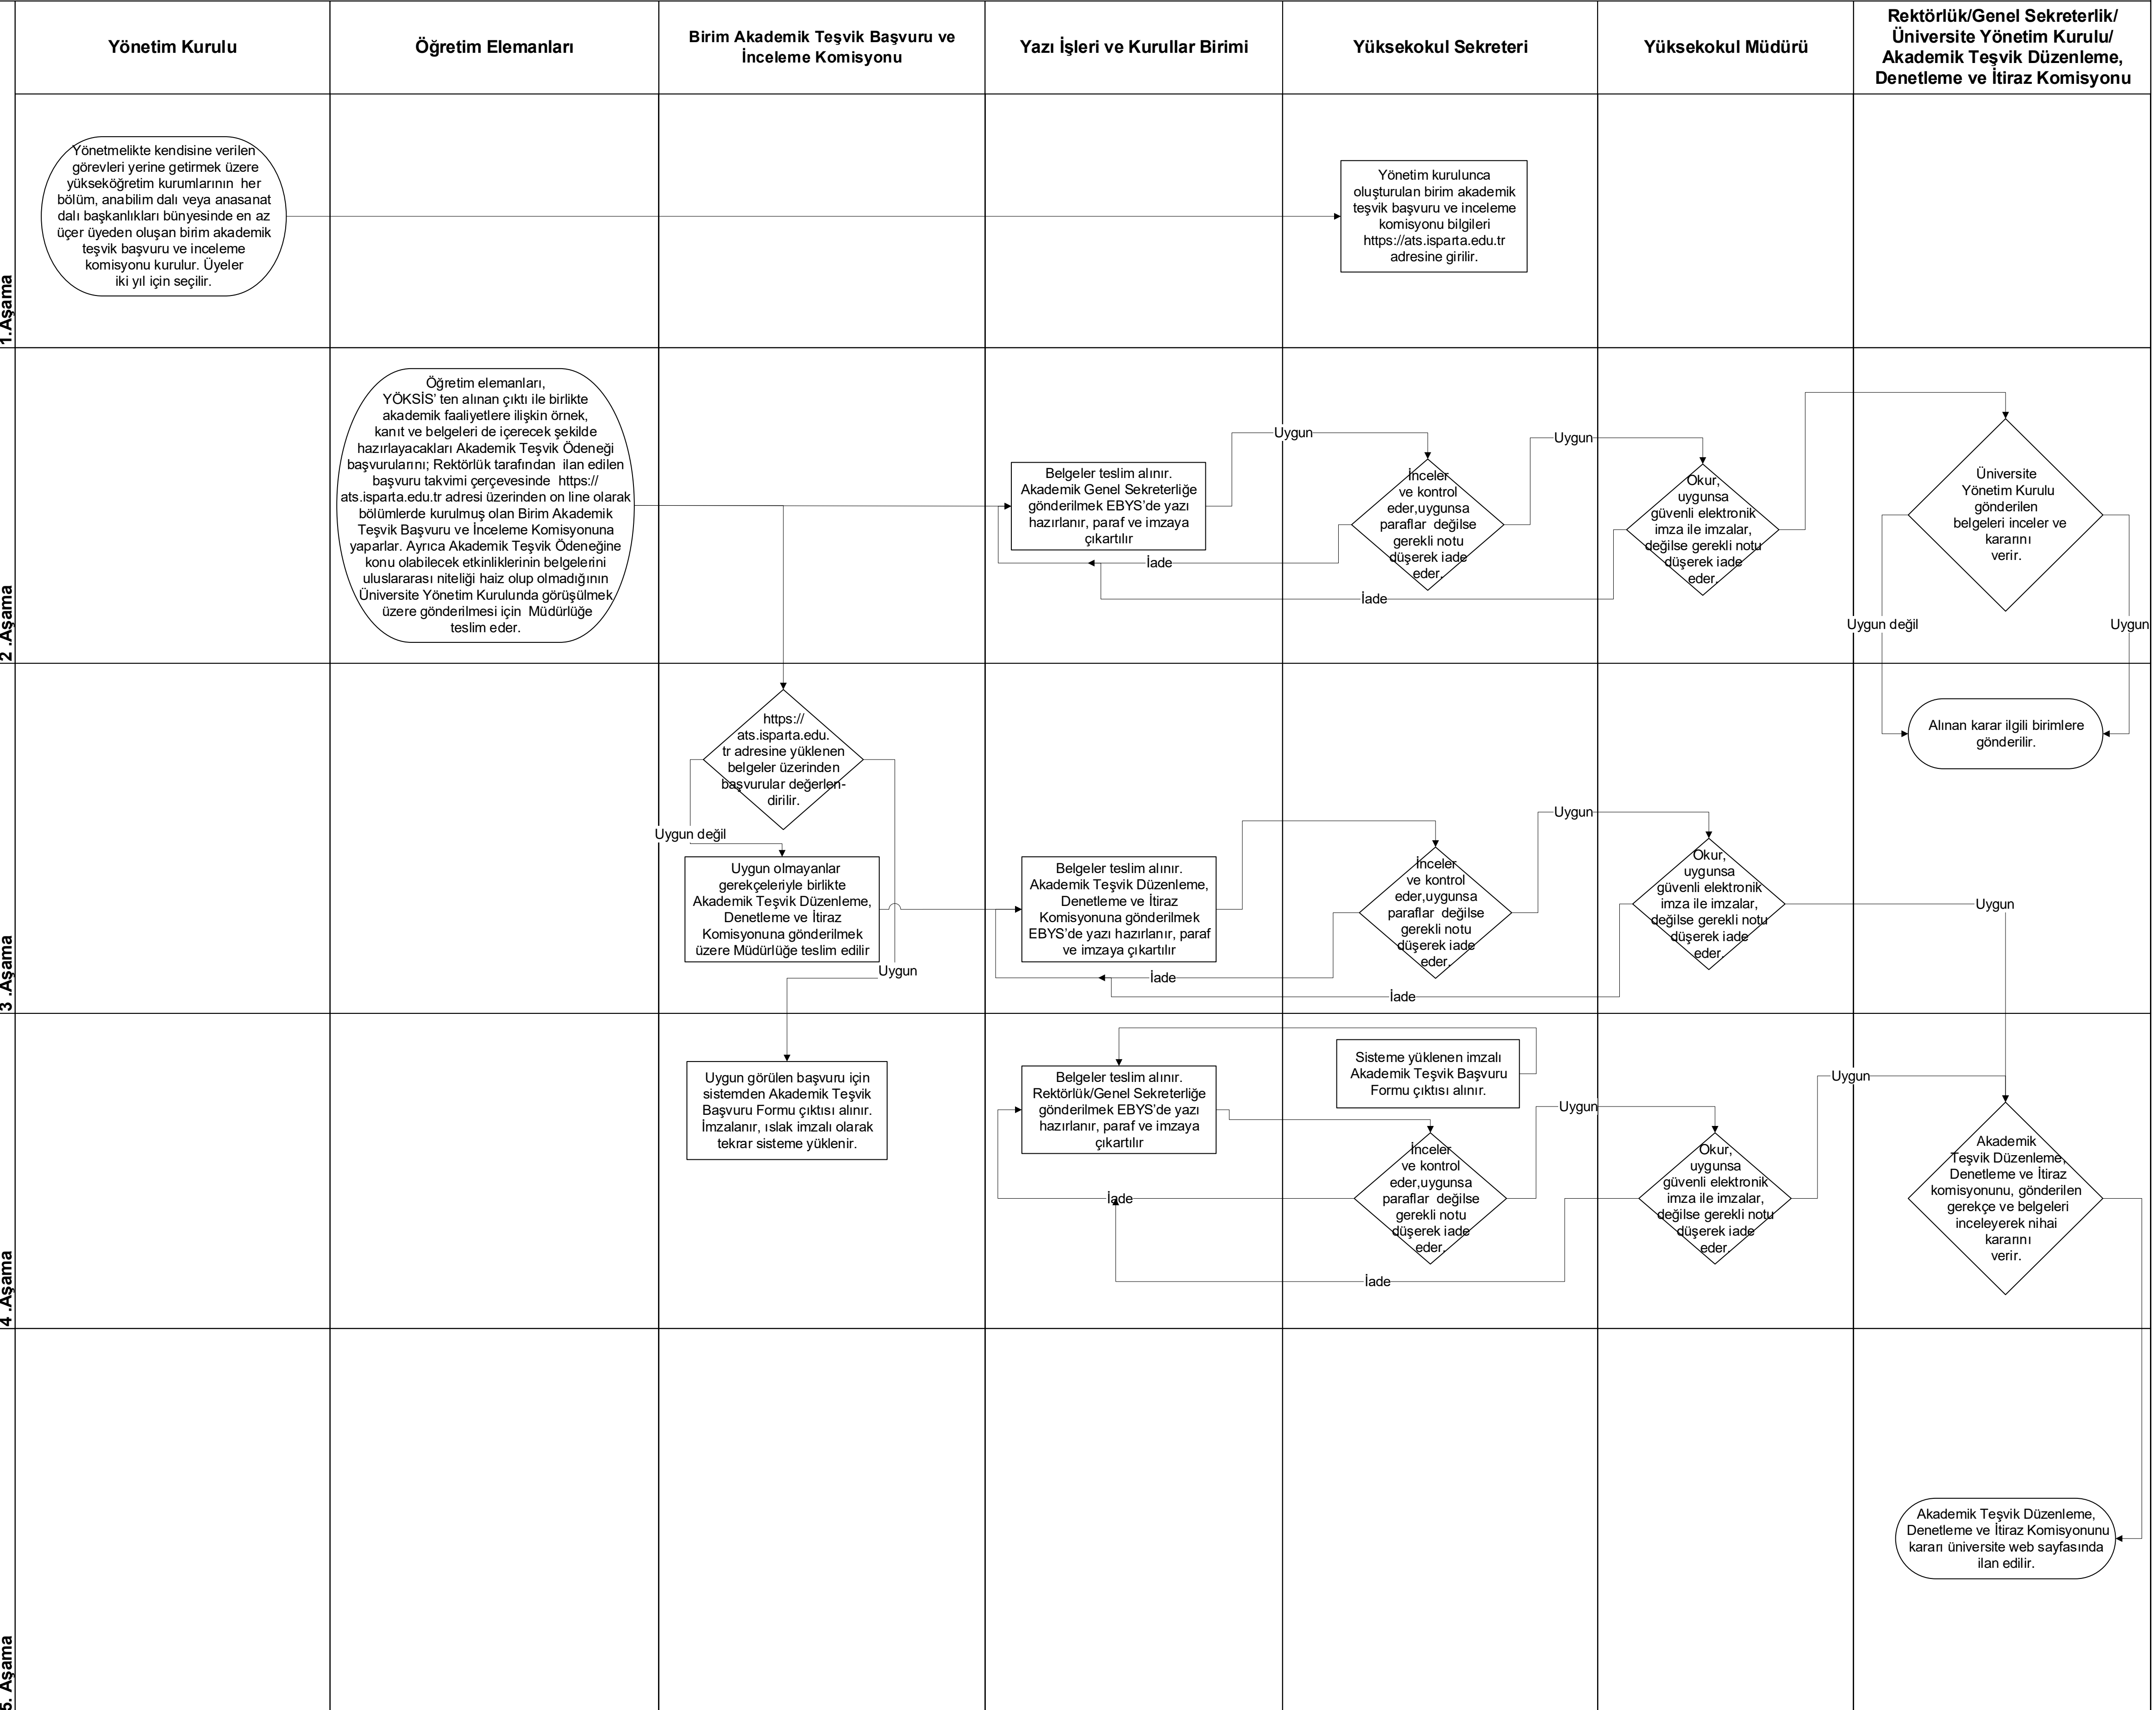 Yönetim Kurulu
Öğretim Elemanları
Birim Akademik Teşvik Başvuru ve
İnceleme Komisyonu
Yazı İşleri ve Kurullar Birimi
Yüksekokul Sekreteri
Yüksekokul Müdürü
Rektörlük/Genel Sekreterlik/
Üniversite Yönetim Kurulu/
Akademik Teşvik Düzenleme,
Denetleme ve İtiraz Komisyonu
1.Aşama
Yönetmelikte kendisine verilen
görevleri yerine getirmek üzere
yükseköğretim kurumlarının her
bölüm, anabilim dalı veya anasanat
dalı başkanlıkları bünyesinde en az
üçer üyeden oluşan birim akademik
teşvik başvuru ve inceleme
komisyonu kurulur. Üyeler
iki yıl için seçilir.
Yönetim kurulunca
oluşturulan birim akademik
teşvik başvuru ve inceleme
komisyonu bilgileri
https://ats.isparta.edu.tr
adresine girilir.
2 .Aşama
Öğretim elemanları,
YÖKSİS’ ten alınan çıktı ile birlikte
akademik faaliyetlere ilişkin örnek,
kanıt ve belgeleri de içerecek şekilde
hazırlayacakları Akademik Teşvik Ödeneği
başvurularını; Rektörlük tarafından ilan edilen
başvuru takvimi çerçevesinde https://
ats.isparta.edu.tr adresi üzerinden on line olarak
bölümlerde kurulmuş olan Birim Akademik
Teşvik Başvuru ve İnceleme Komisyonuna
yaparlar. Ayrıca Akademik Teşvik Ödeneğine
konu olabilecek etkinliklerinin belgelerini
uluslararası niteliği haiz olup olmadığının
Üniversite Yönetim Kurulunda görüşülmek
üzere gönderilmesi için Müdürlüğe
teslim eder.
Belgeler teslim alınır.
Akademik Genel Sekreterliğe
gönderilmek EBYS’de yazı
hazırlanır, paraf ve imzaya
çıkartılır
Uygun
İnceler
ve kontrol
eder,uygunsa
paraflar değilse
gerekli notu
düşerek iade
eder.
Uygun
Okur,
uygunsa
güvenli elektronik
imza ile imzalar,
değilse gerekli notu
düşerek iade
eder.
İade
İade
Üniversite
Yönetim Kurulu
gönderilen
belgeleri inceler ve
kararını
verir.
Uygun değil
Uygun
3 .Aşama
https://
ats.isparta.edu.
tr adresine yüklenen
belgeler üzerinden
başvurular değerlen-
dirilir.
Uygun değil
Uygun olmayanlar
gerekçeleriyle birlikte
Akademik Teşvik Düzenleme,
Denetleme ve İtiraz
Komisyonuna gönderilmek
üzere Müdürlüğe teslim edilir
Uygun
Belgeler teslim alınır.
Akademik Teşvik Düzenleme,
Denetleme ve İtiraz
Komisyonuna gönderilmek
EBYS’de yazı hazırlanır, paraf
ve imzaya çıkartılır
İnceler
ve kontrol
eder,uygunsa
paraflar değilse
gerekli notu
düşerek iade
eder.
Uygun
Okur,
uygunsa
güvenli elektronik
imza ile imzalar,
değilse gerekli notu
düşerek iade
eder.
İade
İade
Uygun
Alınan karar ilgili birimlere
gönderilir.
4 .Aşama
Uygun görülen başvuru için
sistemden Akademik Teşvik
Başvuru Formu çıktısı alınır.
İmzalanır, ıslak imzalı olarak
tekrar sisteme yüklenir.
Belgeler teslim alınır.
Rektörlük/Genel Sekreterliğe
gönderilmek EBYS’de yazı
hazırlanır, paraf ve imzaya
çıkartılır
Sisteme yüklenen imzalı
Akademik Teşvik Başvuru
Formu çıktısı alınır.
İnceler
ve kontrol
eder,uygunsa
paraflar değilse
gerekli notu
düşerek iade
eder.
Uygun
Okur,
uygunsa
güvenli elektronik
imza ile imzalar,
değilse gerekli notu
düşerek iade
eder.
İade
İade
Uygun
Akademik
Teşvik Düzenleme,
Denetleme ve İtiraz
komisyonunu, gönderilen
gerekçe ve belgeleri
inceleyerek nihai
kararını
verir.
5. Aşama
Akademik Teşvik Düzenleme,
Denetleme ve İtiraz Komisyonunu
kararı üniversite web sayfasında
ilan edilir.